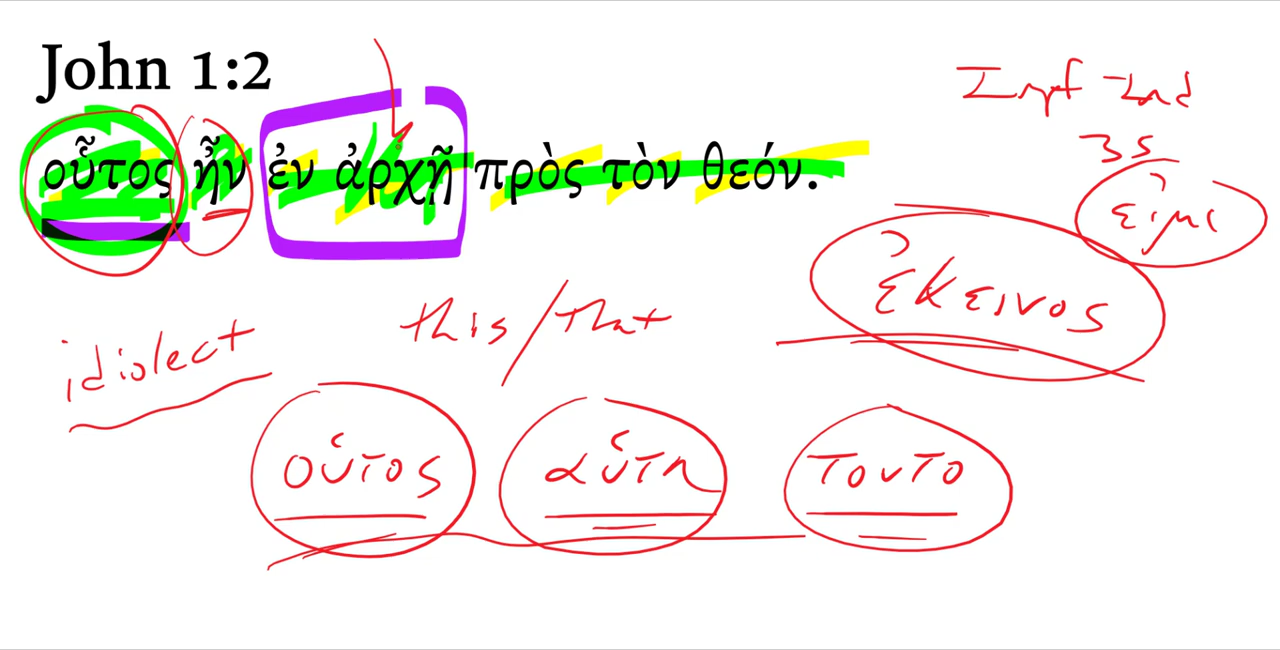 John 1:2
οὗτος ἦν ἐν ἀρχῇ πρὸς τὸν θεόν.
Impf Ind
3S
εἰμι
ἐκεινος
this/that
idiolect
οὑτος αὑτη τουτο